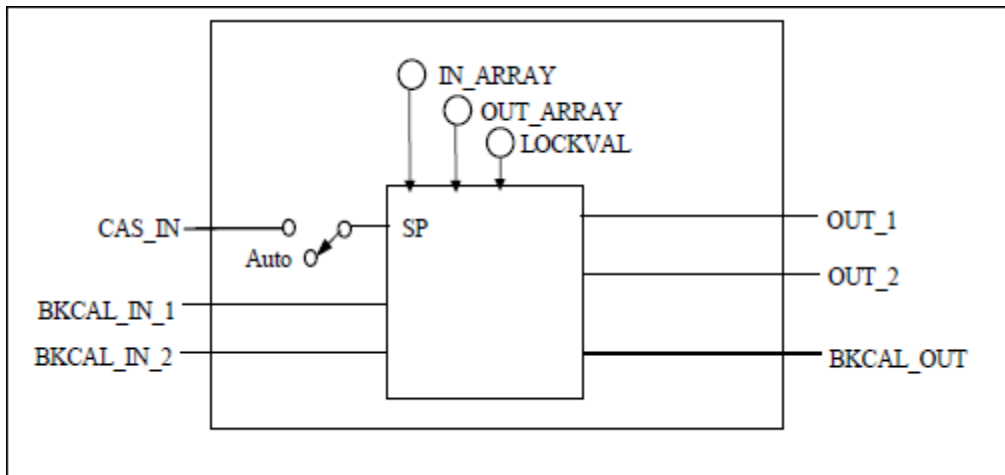 IN_ARRAY
OUT_ARRAY
LOCKVAL
CAS_IN
SP
OUT_1
Auto
OUT_2
BKCAL_IN_1
BKCAL_IN_2
BKCAL_OUT